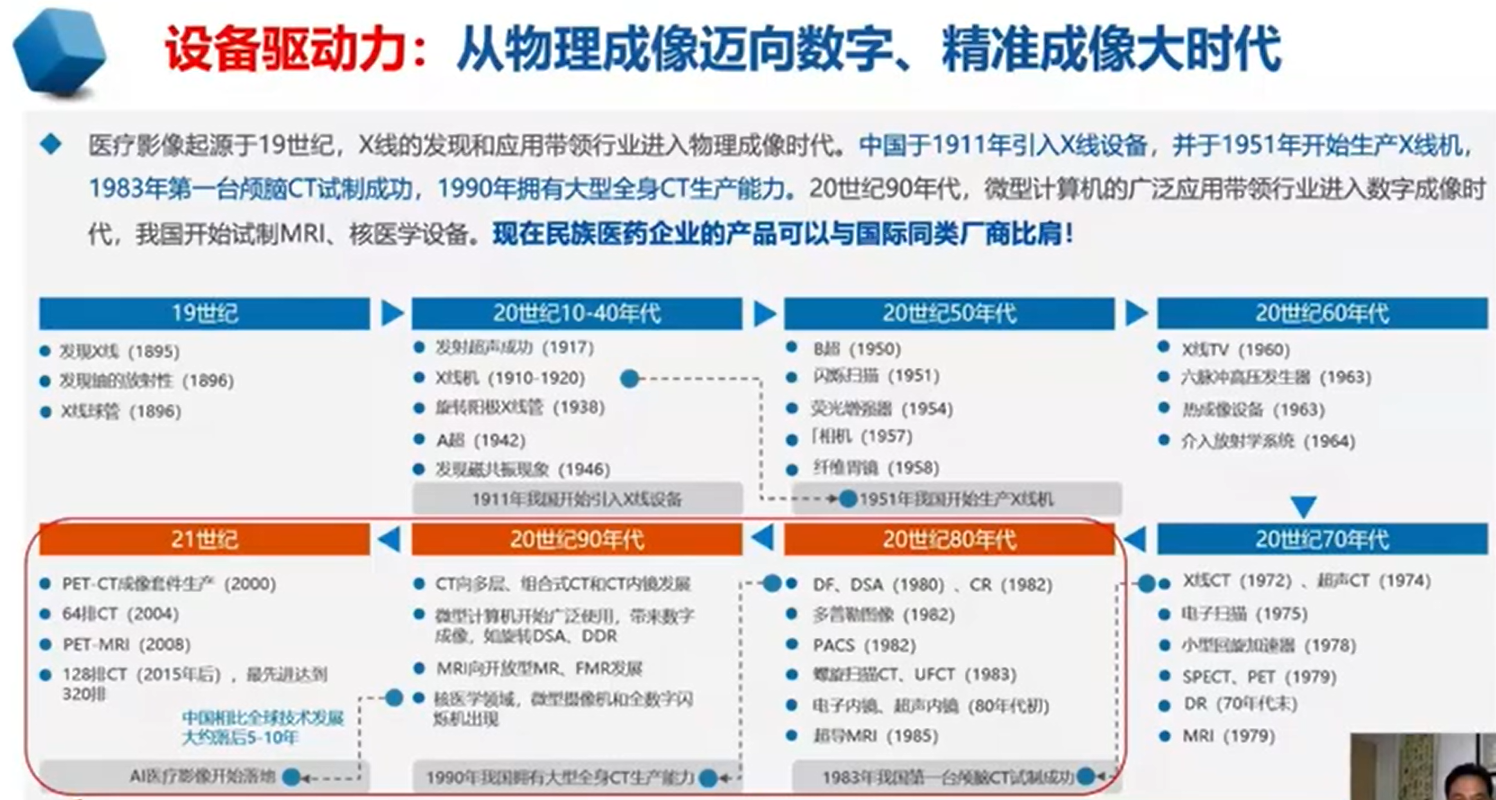 设备驱动力：从物理成像迈向数字、精准成像大时代
医疗影像起源于19世纪，X线的发现和应用带领行业进入物理成像时代。中国于1911年引入X线设备，并于1951年开始生产X线机，
1983年第一台颅脑CT试制成功，1990年拥有大型全身CT生产能力。20世纪90年代，微型计算机的广泛应用带领行业进入数字成像时
代，我国开始试制MRI、核医学设备。现在民族医药企业的产品可以与国际同类厂商比肩！
19世纪
发现X线（1895）
发现铀的放射性（1896）
X线球管（1896）
20世纪10-40年代
发射超声成功（1917）
X线机（1910-1920）
旋转阳极X线管（1938）
A超（1942）
发现磁共振现象（1946）
1911年我国开始引入X线设备
20世纪50年代
B超（1950）
闪烁扫描（1951）
荧光增强器（1954）
「相机（1957）
纤维胃镜（1958）
1951年我国开始生产X线机
20世纪60年代
X线TV（1960）
六脉冲高压发生器（1963）
热成像设备（1963）
介入放射学系统（1964）
20世纪70年代
X线CT（1972）、超声CT（1974）
电子扫描（1975）
小型回旋加速器（1978）
SPECT、PET（1979）
DR（70年代末）
MRI（1979）
20世纪80年代
DF、DSA（1980）、CR（1982）
多普勒图像（1982）
PACS（1982）
螺旋扫描CT、UFCT（1983）
电子内镜、超声内镜（80年代初）
超导MRI（1985）
1983年我国第一台颅脑CT试制成功
20世纪90年代
CT向多层、组合式CT和CT内镜发展
微型计算机开始广泛使用，带来数字
成像，如旋转DSA、DDR
MRI向开放型MR、FMR发展
核医学领域，微型摄像机和全数字闪
烁机出现
1990年我国拥有大型全身CT生产能力
21世纪
PET-CT成像套件生产（2000）
64排CT（2004）
PET-MRI（2008）
128排CT（2015年后），最先进达到
320排
中国相比全球技术发展
大约落后5-10年
AI医疗影像开始落地